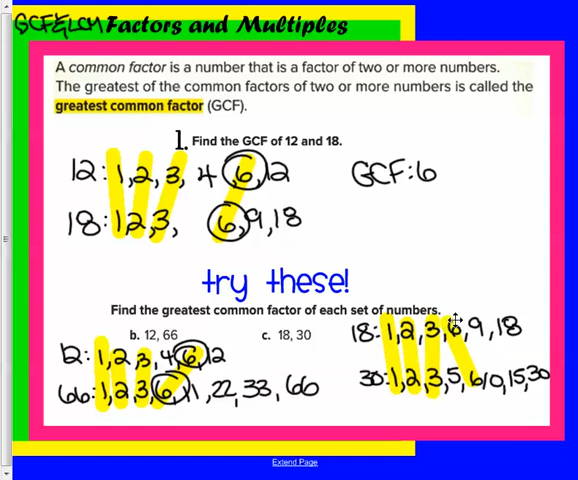 GCF & LCM Factors and Multiples
A common factor is a number that is a factor of two or more numbers.
The greatest of the common factors of two or more numbers is called the
greatest common factor (GCF).
1. Find the GCF of 12 and 18.
12: 1, 2, 3, 4, 6, 12
GCF: 6
18: 1, 2, 3, 6, 9, 18
try these!
Find the greatest common factor of each set of numbers.
b. 12, 66
c. 18, 30
12: 1, 2, 3, 4, 6, 12
66: 1, 2, 3, 6, 11, 22, 33, 66
18: 1, 2, 3, 6, 9, 18
30: 1, 2, 3, 5, 6, 10, 15, 30
Extend Page